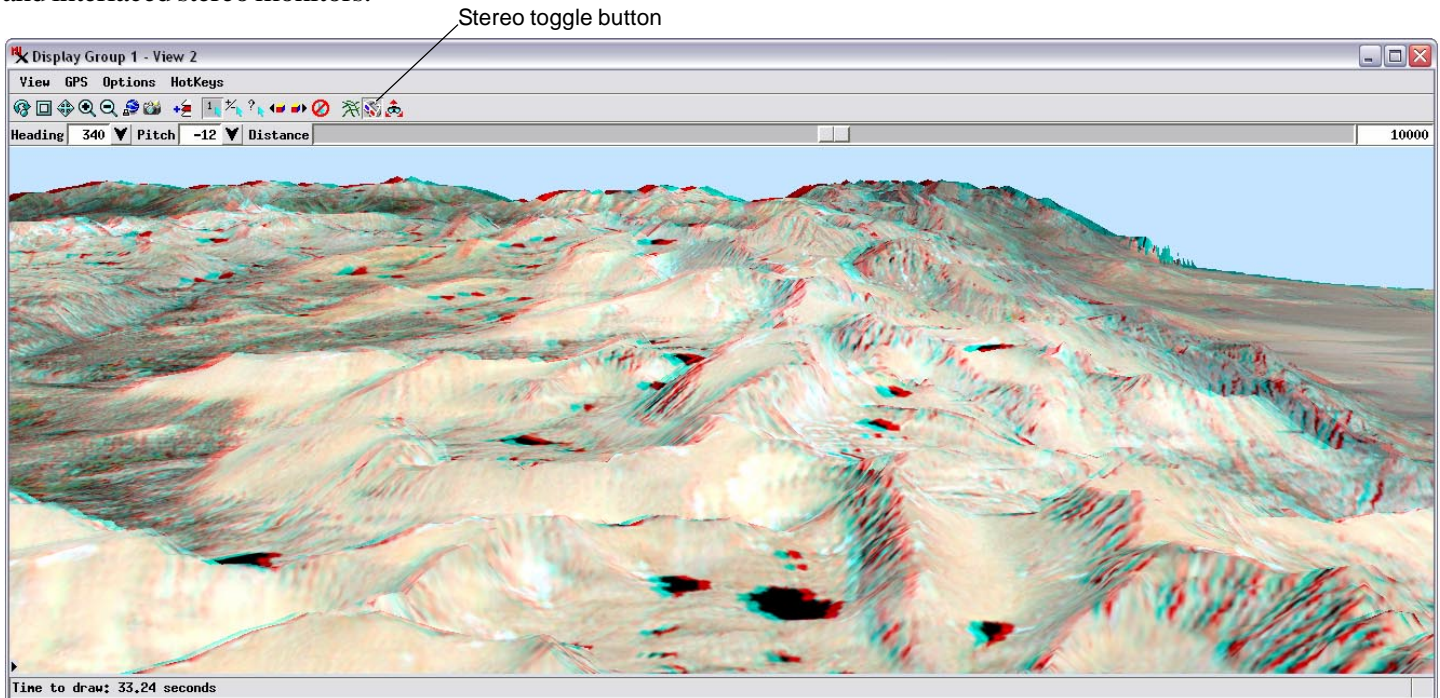 and interlaced stereo monitors.
Stereo toggle button
Display Group 1 - View 2
View GPS Options HotKeys
Heading 340 Pitch -12 Distance 10000
Time to draw: 33.24 seconds